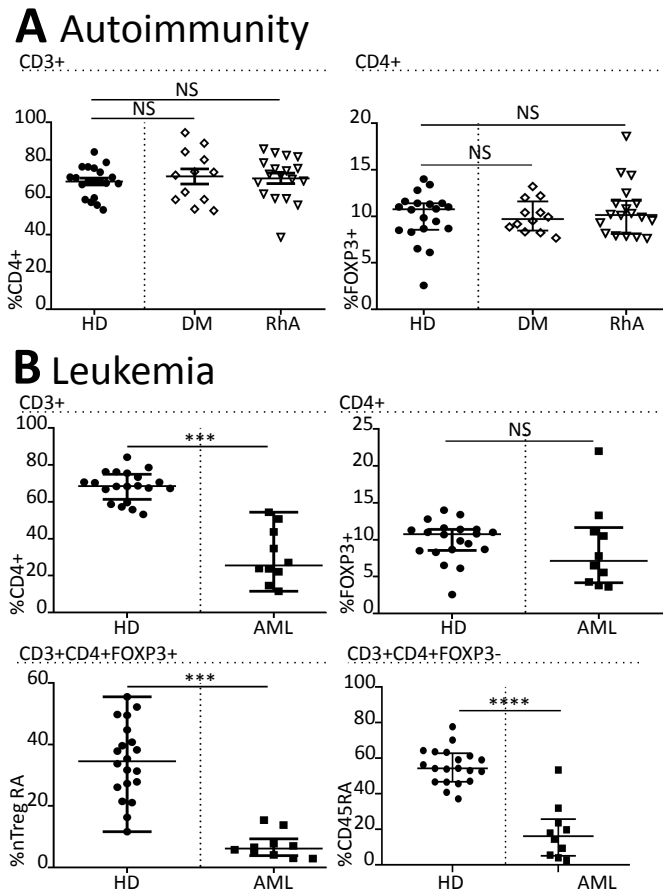 A Autoimmunity
CD3+
NS
NS
100
80
60
40
20
0
%CD4+
HD
DM
RhA
CD4+
NS
NS
20
15
10
5
0
%FOXP3+
HD
DM
RhA
B Leukemia
CD3+
***
100
80
60
40
20
0
%CD4+
HD
AML
CD4+
NS
25
20
15
10
5
0
%FOXP3+
HD
AML
CD3+CD4+FOXP3+
***
60
40
20
0
%nTreg RA
HD
AML
CD3+CD4+FOXP3-
****
100
80
60
40
20
0
%CD45RA
HD
AML